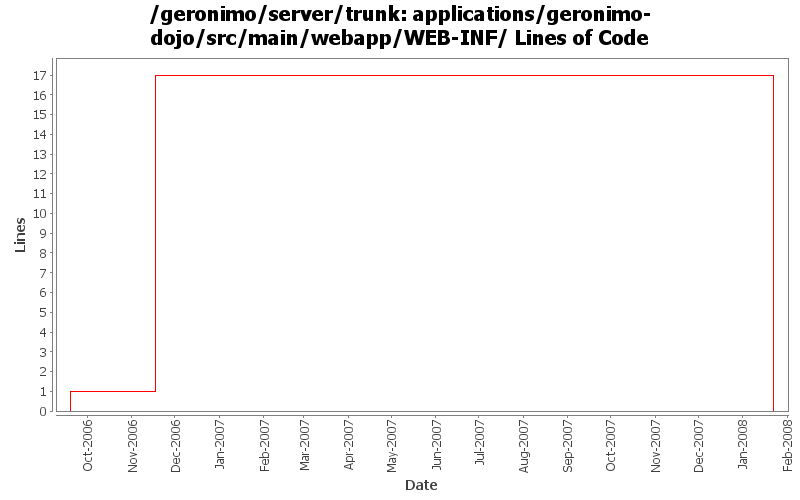 /geronimo/server/trunk: applications/geronimo-
dojo/src/main/webapp/WEB-INF/ Lines of Code
Lines
17
16
15
14
13
12
11
10
9
8
7
6
5
4
3
2
1
0
Oct-2006
Nov-2006
Dec-2006
Jan-2007
Feb-2007
Mar-2007
Apr-2007
May-2007
Jun-2007
Jul-2007
Aug-2007
Sep-2007
Oct-2007
Nov-2007
Dec-2007
Jan-2008
Feb-2008
Date